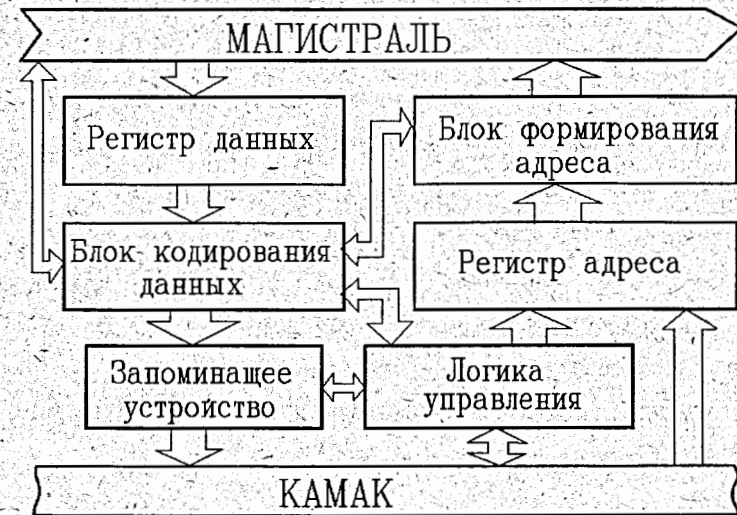 МАГИСТРАЛЬ
Регистр данных
Блок формирования
адреса
Блок кодирования
данных
Регистр адреса
Запоминащее
устройство
Логика
управления
КАМАК